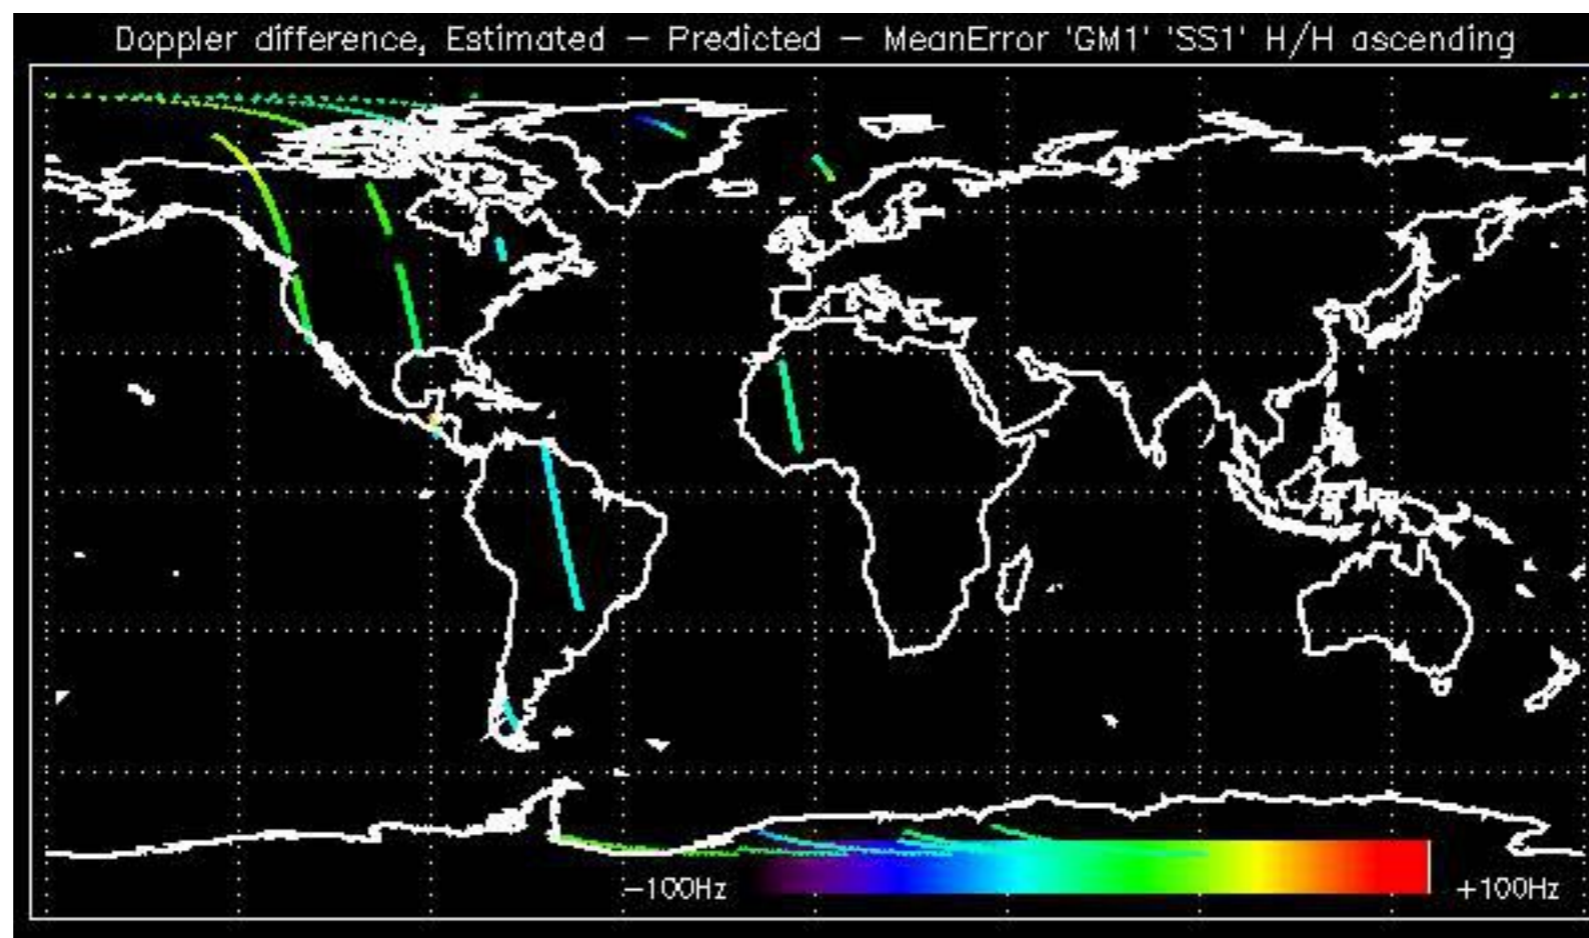 Doppler difference, Estimated – Predicted – MeanError 'GM1' 'SS1' H/H ascending
–100Hz +100Hz